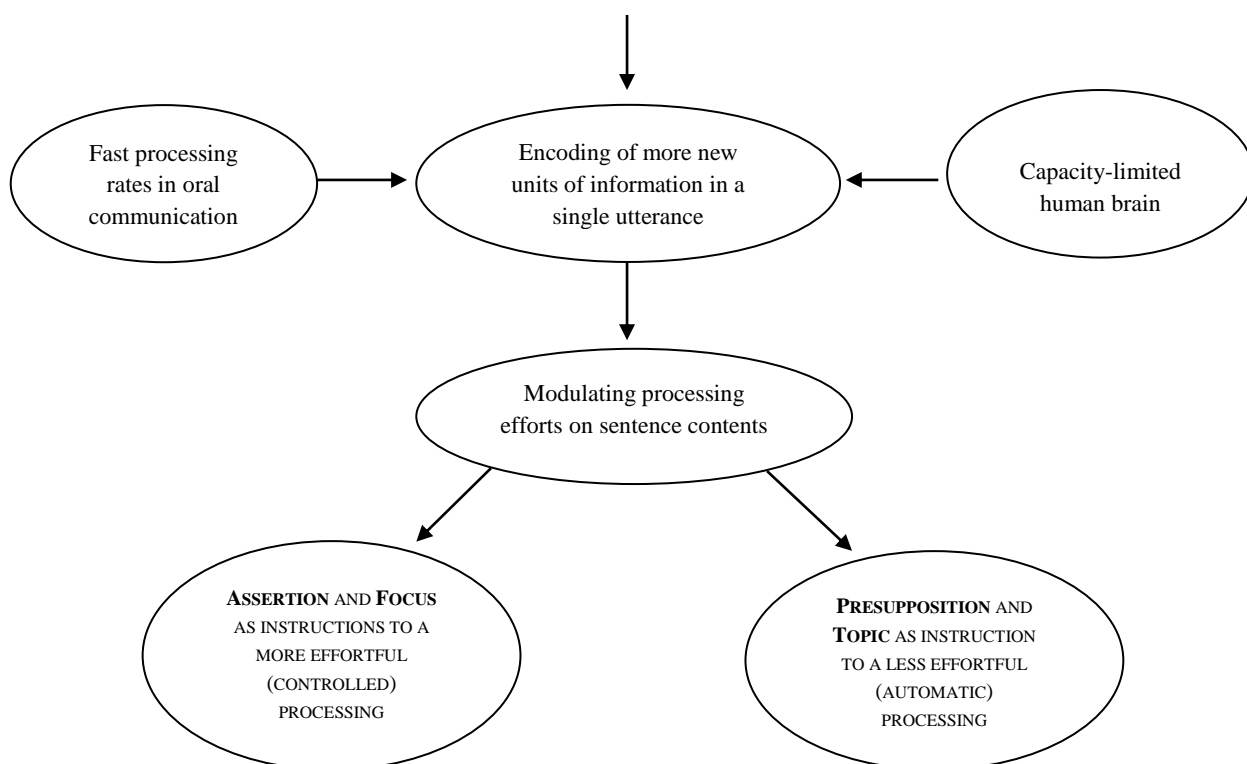 Fast processing
rates in oral
communication
Encoding of more new
units of information in a
single utterance
Capacity-limited
human brain
Modulating processing
efforts on sentence contents
ASSERTION AND FOCUS
AS INSTRUCTIONS TO A
MORE EFFORTFUL
(CONTROLLED)
PROCESSING
PRESUPPOSITION AND
TOPIC AS INSTRUCTION
TO A LESS EFFORTFUL
(AUTOMATIC)
PROCESSING